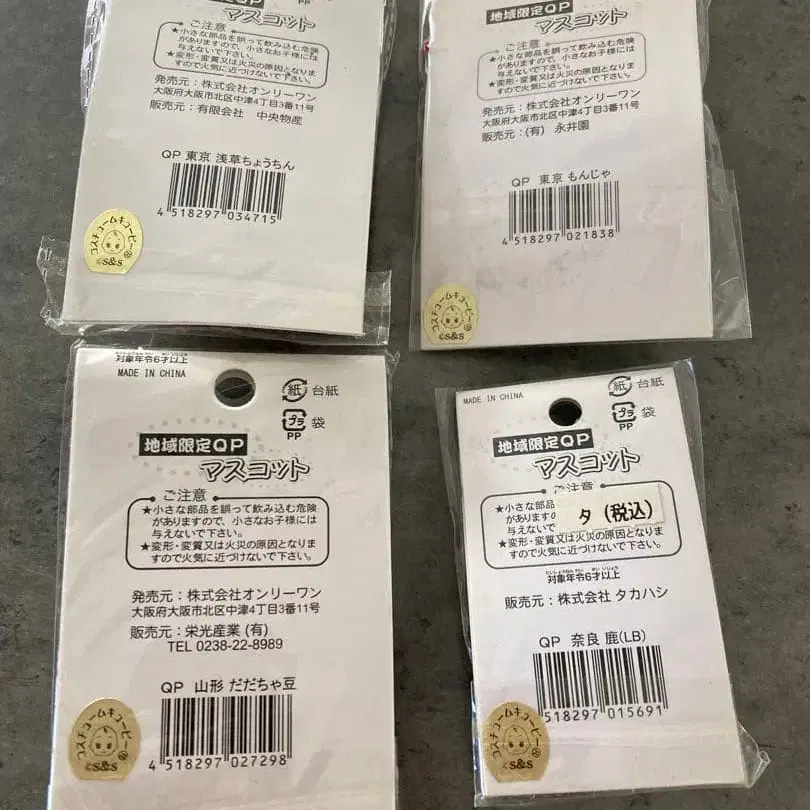 地域限定QP
PP
マスコット
ご注意
★小さな部品を誤って飲み込む危険
がありますので、小さなお子様には
与えないで下さい。
★変形・変質又は火災の原因となりま
すので火気に近づけないで下さい。
発売元：株式会社オンリーワン
大阪府大阪市北区中津4丁目3番11号
販売元：有限会社 中央物産
QP 東京 浅草ちょうちん
4 518297 034715
コスチュームキューピー
©S&S
地域限定QP
PP
マスコット
ご注意
★小さな部品を誤って飲み込む危険
がありますので、小さなお子様には
与えないで下さい。
★変形・変質又は火災の原因となりま
すので火気に近づけないで下さい。
発売元：株式会社オンリーワン
大阪府大阪市北区中津4丁目3番11号
販売元：(有) 永井園
QP 東京 もんじゃ
4 518297 021838
コスチュームキューピー
©S&S
対象年令6才以上
MADE IN CHINA
紙 台紙
プラ 袋
PP
地域限定QP
マスコット
ご注意
★小さな部品を誤って飲み込む危険
がありますので、小さなお子様には
与えないで下さい。
★変形・変質又は火災の原因となりま
すので火気に近づけないで下さい。
発売元：株式会社オンリーワン
大阪府大阪市北区中津4丁目3番11号
販売元：栄光産業(有)
TEL 0238-22-8989
QP 山形 だだちゃ豆
4 518297 027298
コスチュームキューピー
©S&S
MADE IN CHINA
紙 台紙
プラ 袋
PP
地域限定QP
マスコット
ご注意
★小さな部品
がありますの
与えないで
タ (税込)
★変形・変質又は火災の原因となりま
すので火気に近づけないで下さい。
対象年令6才以上
販売元：株式会社 タカハシ
QP 奈良 鹿(LB)
518297 015691
コスチュームキューピー
©S&S